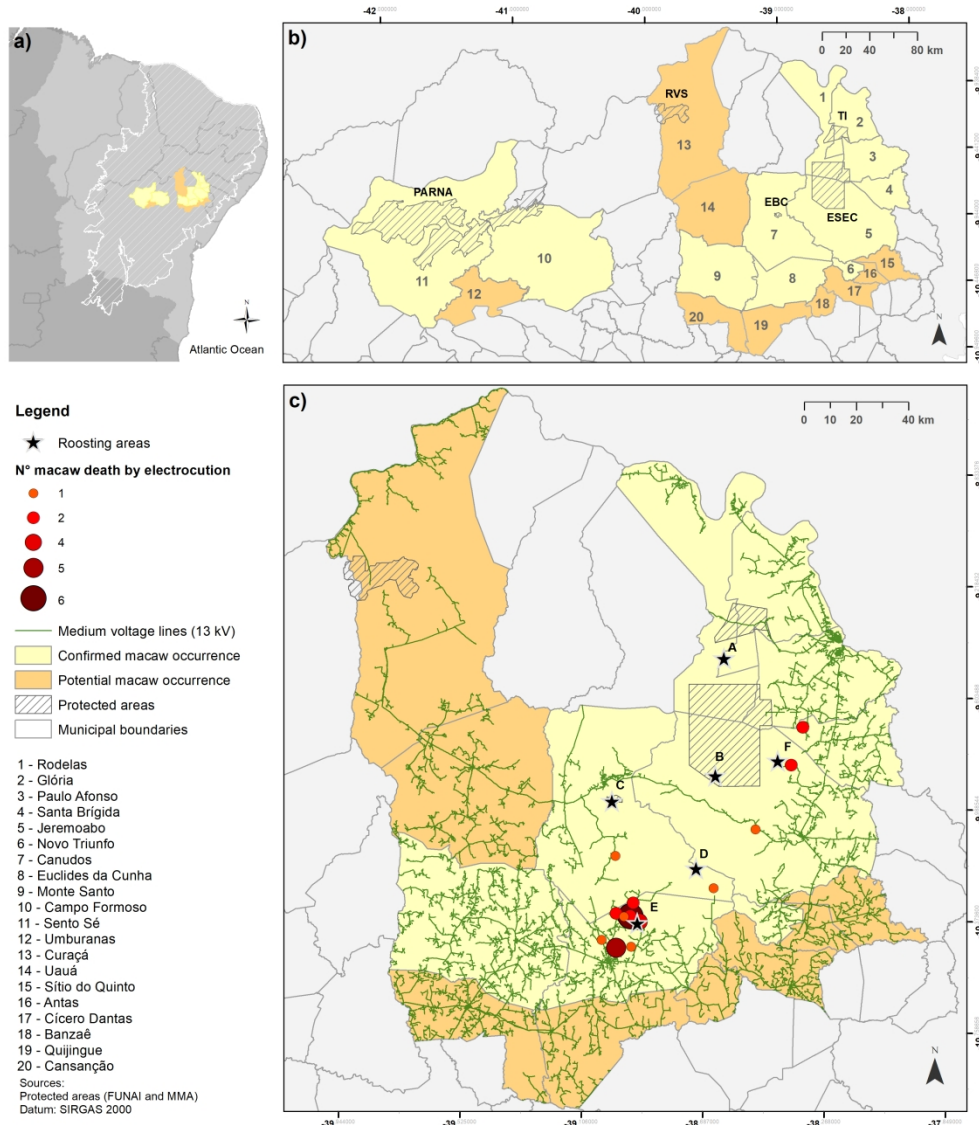 a)
N
Atlantic Ocean
-42
-41
-40
-39
-38
b)
0 20 40 80 km
RVS
1
TI
2
13
3
PARNA
4
14
EBC
ESEC
7
5
10
11
9
8
6
15
16
12
17
18
20
19
N
Legend
Roosting areas
N° macaw death by electrocution
1
2
4
5
6
Medium voltage lines (13 kV)
Confirmed macaw occurrence
Potential macaw occurrence
Protected areas
Municipal boundaries
1 - Rodelas
2 - Glória
3 - Paulo Afonso
4 - Santa Brígida
5 - Jeremoabo
6 - Novo Triunfo
7 - Canudos
8 - Euclides da Cunha
9 - Monte Santo
10 - Campo Formoso
11 - Sento Sé
12 - Umburanas
13 - Curaçá
14 - Uauá
15 - Sítio do Quinto
16 - Antas
17 - Cícero Dantas
18 - Banzaê
19 - Quijingue
20 - Cansanção
Sources:
Protected areas (FUNAI and MMA)
Datum: SIRGAS 2000
c)
0 10 20 40 km
A
B
F
C
D
E
N